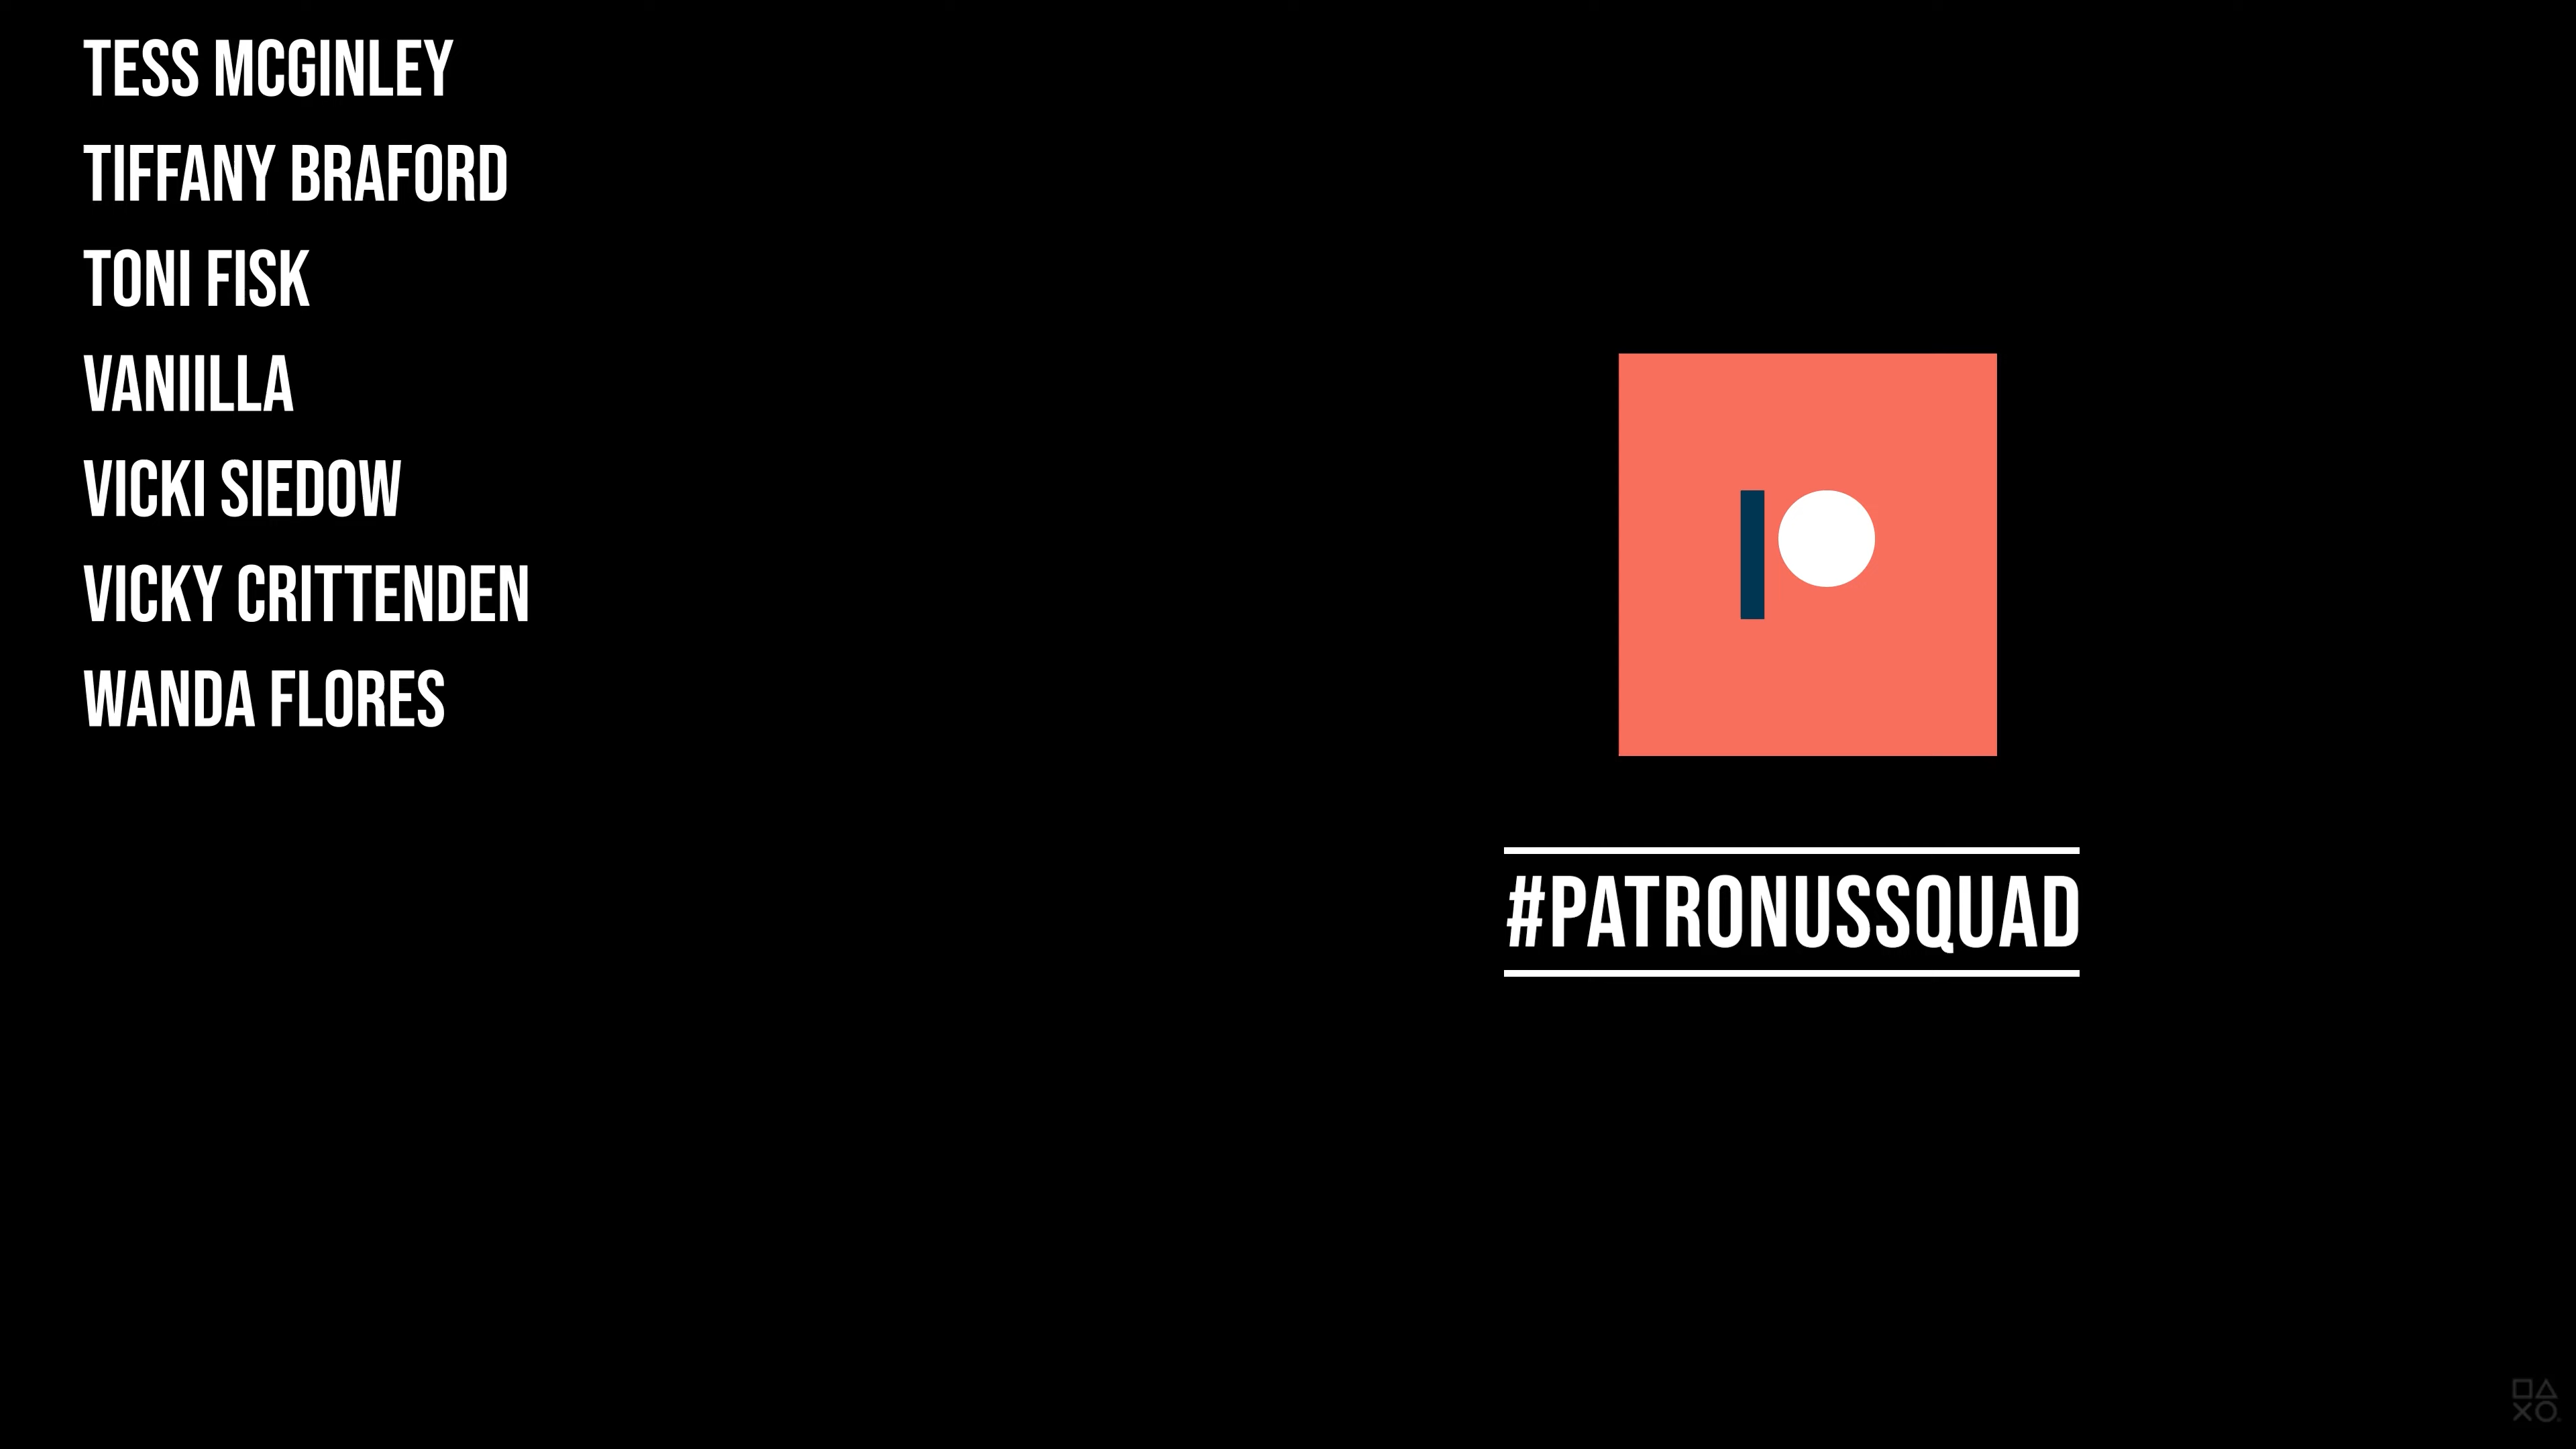 TESS MCGINLEY
TIFFANY BRAFORD
TONI FISK
VANIILLA
VICKI SIEDOW
VICKY CRITTENDEN
WANDA FLORES
#PATRONUSSQUAD